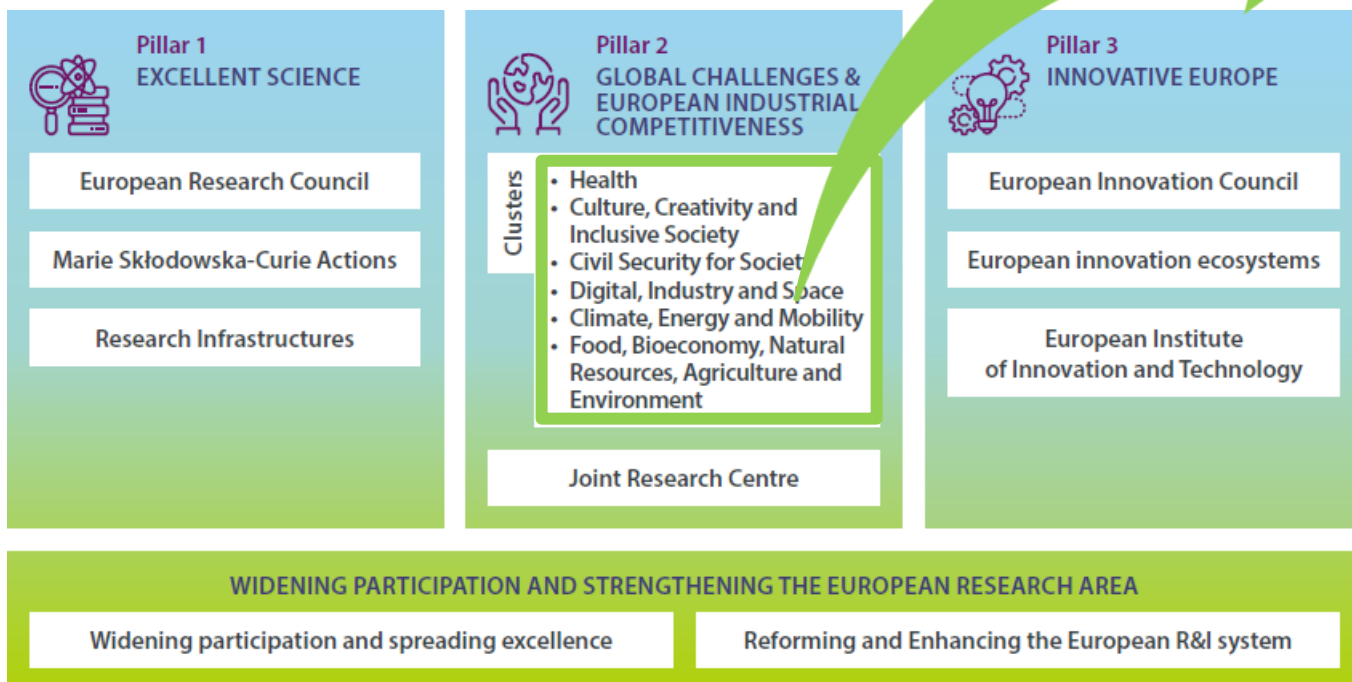 Pillar 1
EXCELLENT SCIENCE
European Research Council
Marie Skłodowska-Curie Actions
Research Infrastructures
Pillar 2
GLOBAL CHALLENGES &
EUROPEAN INDUSTRIAL
COMPETITIVENESS
Clusters
• Health
• Culture, Creativity and
Inclusive Society
• Civil Security for Societ
• Digital, Industry and Space
• Climate, Energy and Mobility
• Food, Bioeconomy, Natural
Resources, Agriculture and
Environment
Joint Research Centre
Pillar 3
INNOVATIVE EUROPE
European Innovation Council
European innovation ecosystems
European Institute
of Innovation and Technology
WIDENING PARTICIPATION AND STRENGTHENING THE EUROPEAN RESEARCH AREA
Widening participation and spreading excellence
Reforming and Enhancing the European R&I system